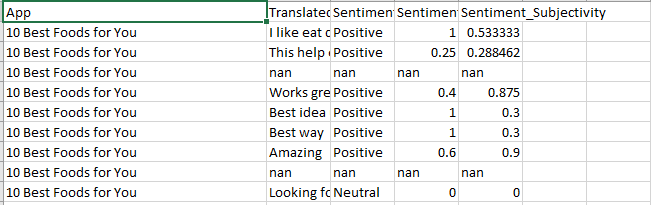 App Translated Sentiment Sentiment Sentiment_Subjectivity
10 Best Foods for You I like eat d Positive 1 0.533333
10 Best Foods for You This help Positive 0.25 0.288462
10 Best Foods for You nan nan nan nan
10 Best Foods for You Works gre Positive 0.4 0.875
10 Best Foods for You Best idea Positive 1 0.3
10 Best Foods for You Best way Positive 1 0.3
10 Best Foods for You Amazing Positive 0.6 0.9
10 Best Foods for You nan nan nan nan
10 Best Foods for You Looking fo Neutral 0 0